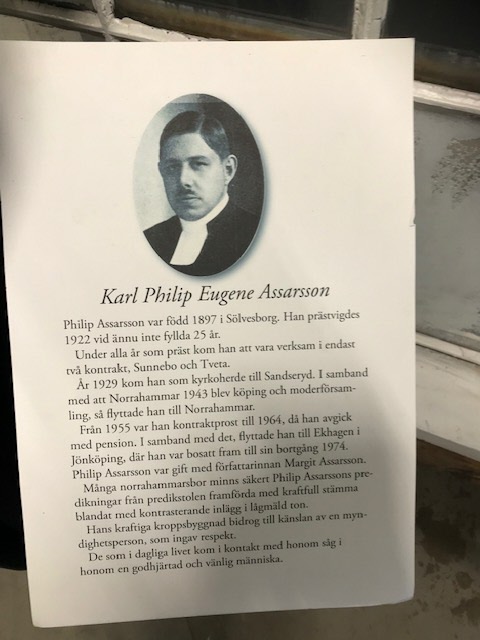 Karl Philip Eugene Assarsson
Philip Assarsson var född 1897 i Sölvesborg. Han prästvigdes
1922 vid ännu inte fyllda 25 år.
Under alla år som präst kom han att vara verksam i endast
två kontrakt, Sunnebo och Tveta.
År 1929 kom han som kyrkoherde till Sandseryd. I samband
med att Norrahammar 1943 blev köping och moderförsam-
ling, så flyttade han till Norrahammar.
Från 1955 var han kontraktprost till 1964, då han avgick
med pension. I samband med det, flyttade han till Ekhagen i
Jönköping, där han var bosatt fram till sin bortgång 1974.
Philip Assarsson var gift med författarinnan Margit Assarson.
Många norrahammarsbor minns säkert Philip Assarssons pre-
dikningar från predikstolen framförda med kraftfull stämma
blandat med kontrasterande inlägg i lågmäld ton.
Hans kraftiga kroppsbyggnad bidrog till känslan av en myn-
dighetsperson, som ingav respekt.
De som i dagliga livet kom i kontakt med honom såg i
honom en godhjärtad och vänlig människa.